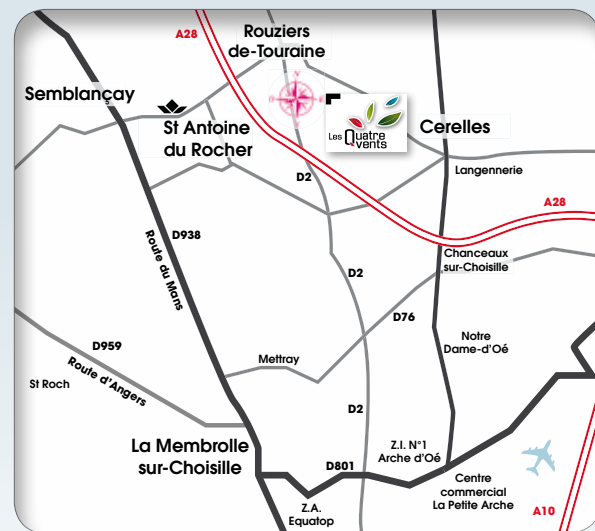 A28
Rouziers
de-Touraine
N
Semblançay
St Antoine
du Rocher
Les Quatre
vents
Cerelles
Langennerie
D2
A28
D938
Route du Mans
Chanceaux
sur-Choisille
D2
D76
D959
Route d'Angers
Mettray
Notre
Dame-d'Oé
St Roch
D2
La Membrolle
sur-Choisille
Z.I. N°1
Arche d'Oé
D801
Centre
commercial
La Petite Arche
Z.A.
Equatop
A10